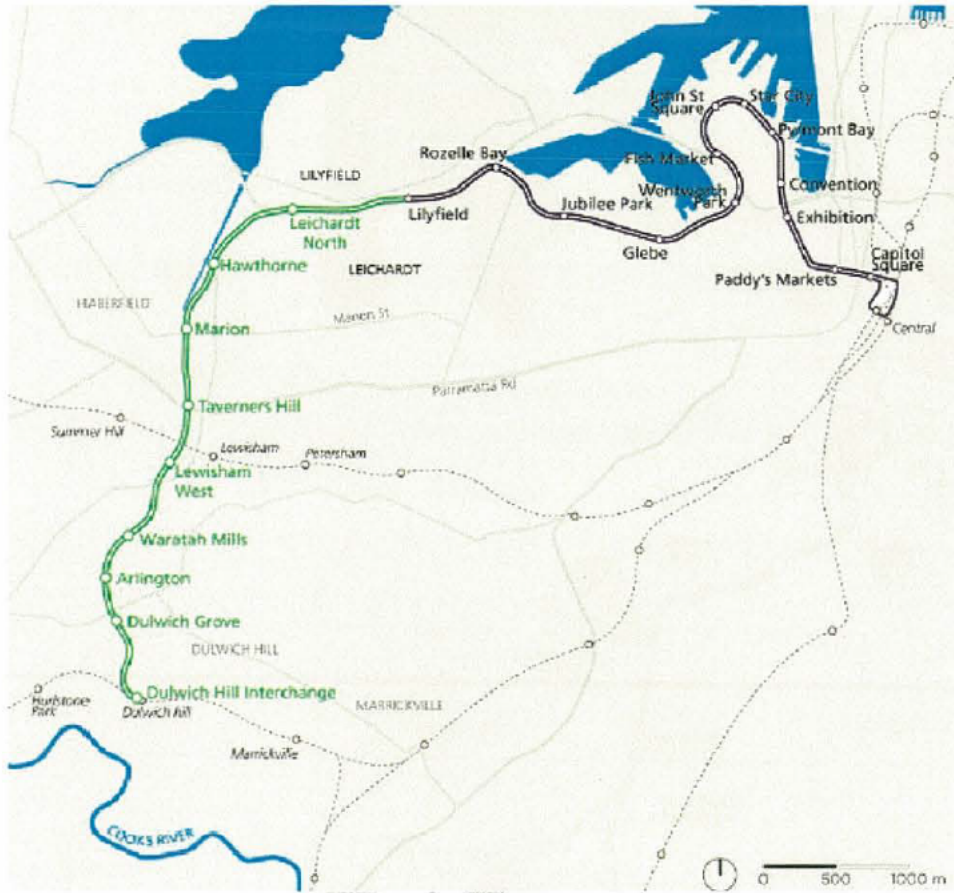 John St
Square
Star City
Pyrmont Bay
Rozelle Bay
Fish Market
LILYFIELD
Wentworth
Park
Convention
Lilyfield
Jubilee Park
Exhibition
Leichardt
North
Glebe
Capitol
Square
Hawthorne
LEICHARDT
Paddy's Markets
HABERFIELD
Marion St
Marion
Central
Parramatta Rd
Taverners Hill
Summer Hill
Lewisham
Petersham
Lewisham
West
Waratah Mills
Arlington
Dulwich Grove
DULWICH HILL
Dulwich Hill Interchange
Hurlstone
Park
Dulwich hill
MARRICKVILLE
Marrickville
COOKS RIVER
0 500 1000 m